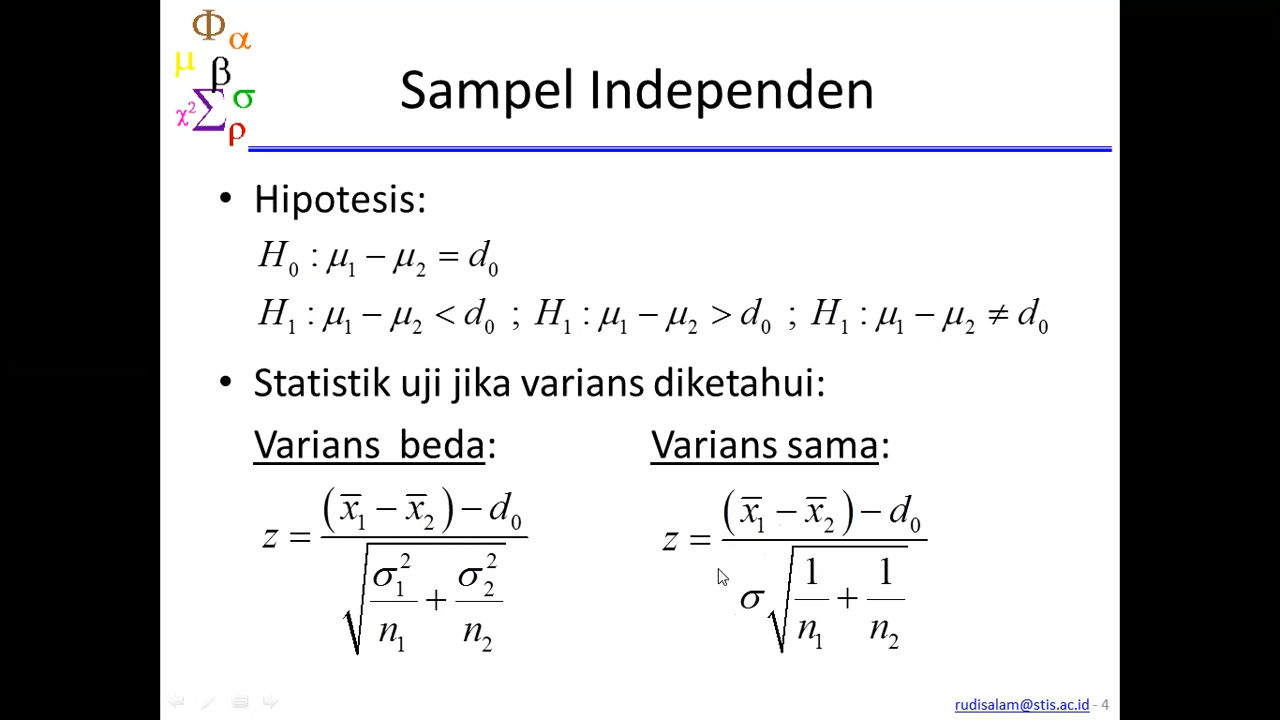 Φ α
μ β
χ² Σ σ
ρ
Sampel Independen
• Hipotesis:
H₀ : μ₁ − μ₂ = d₀
H₁ : μ₁ − μ₂ < d₀ ; H₁ : μ₁ − μ₂ > d₀ ; H₁ : μ₁ − μ₂ ≠ d₀
• Statistik uji jika varians diketahui:
Varians beda: Varians sama:
z = ((x̄₁ − x̄₂) − d₀) / √(σ₁²/n₁ + σ₂²/n₂) z = ((x̄₁ − x̄₂) − d₀) / (σ√(1/n₁ + 1/n₂))
rudisalam@stis.ac.id - 4